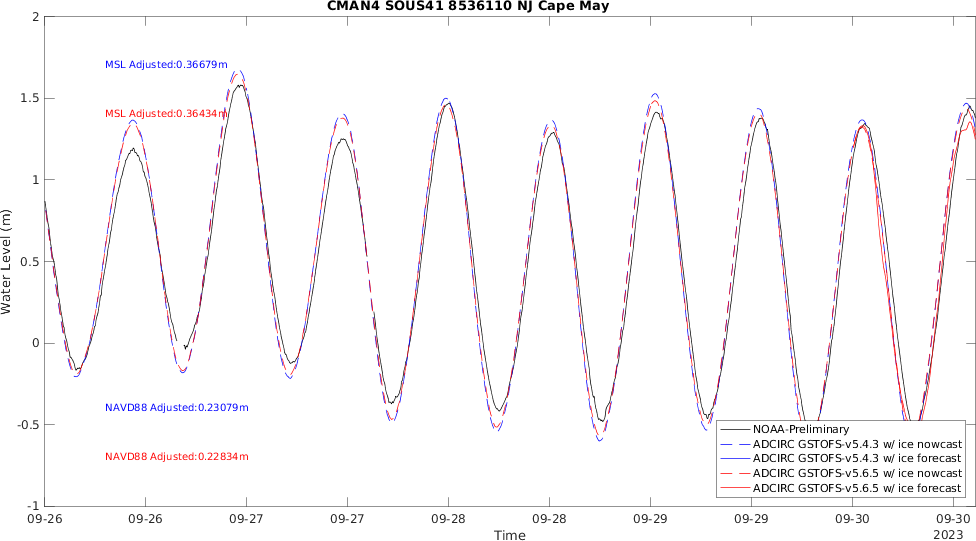 CMAN4 SOUS41 8536110 NJ Cape May
2
1.5
1
0.5
0
-0.5
-1
Water Level (m)
MSL Adjusted:0.36679m
MSL Adjusted:0.36434m
NAVD88 Adjusted:0.23079m
NAVD88 Adjusted:0.22834m
NOAA-Preliminary
ADCIRC GSTOFS-v5.4.3 w/ ice nowcast
ADCIRC GSTOFS-v5.4.3 w/ ice forecast
ADCIRC GSTOFS-v5.6.5 w/ ice nowcast
ADCIRC GSTOFS-v5.6.5 w/ ice forecast
09-26 09-26 09-27 09-27 09-28 09-28 09-29 09-29 09-30 09-30
Time
2023